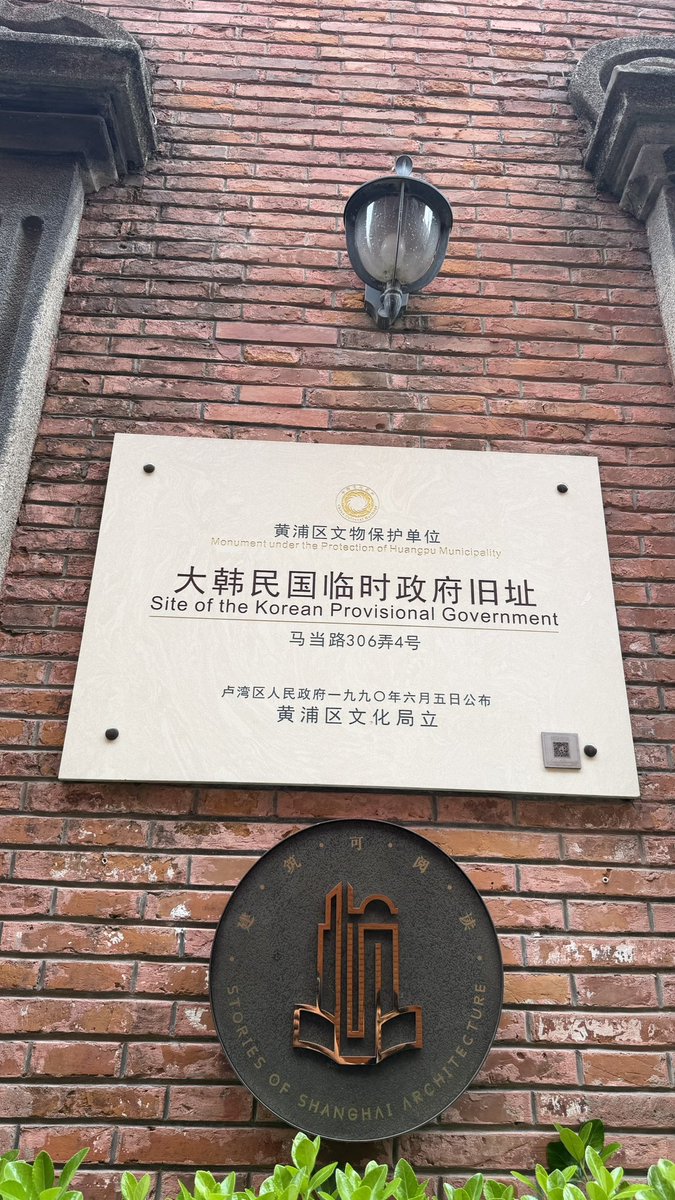 黄浦区文物保护单位
Monument under the Protection of Huangpu Municipality
大韩民国临时政府旧址
Site of the Korean Provisional Government
马当路306弄4号
卢湾区人民政府一九九〇年六月五日公布
黄浦区文化局立
·建·筑·可·阅·读·
STORIES OF SHANGHAI ARCHITECTURE